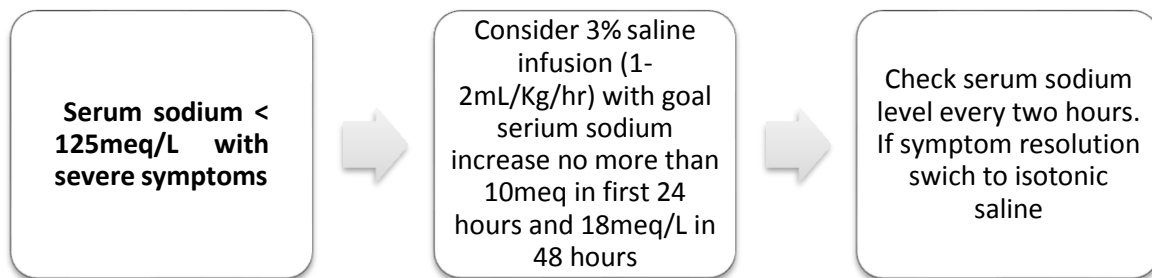 Serum sodium <
125meq/L with
severe symptoms
Consider 3% saline
infusion (1-
2mL/Kg/hr) with goal
serium sodium
increase no more than
10meq in first 24
hours and 18meq/L in
48 hours
Check serum sodium
level every two hours.
If symptom resolution
swich to isotonic
saline